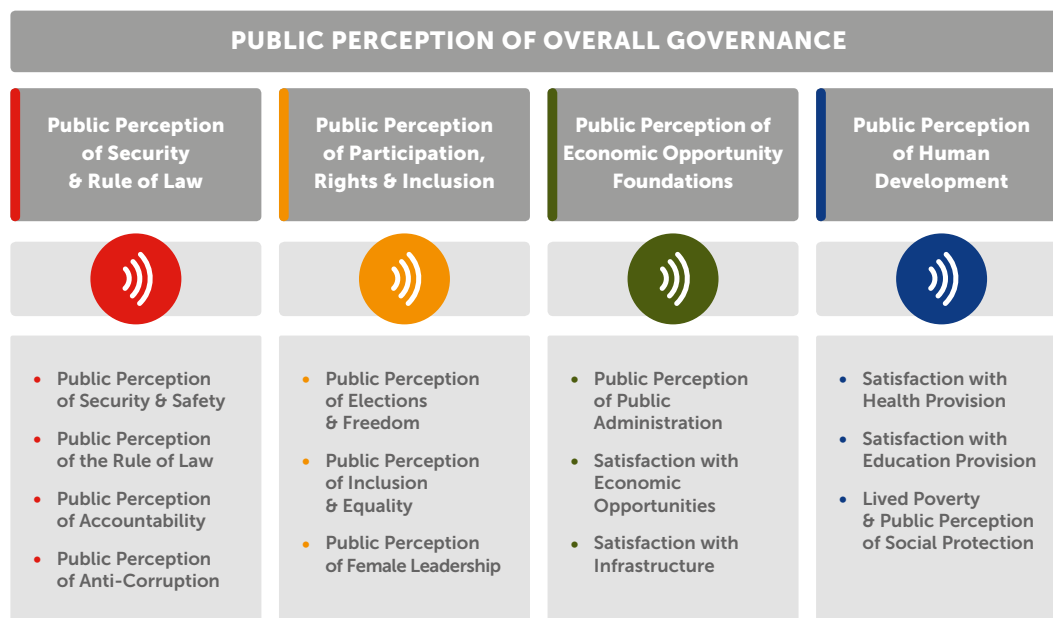 PUBLIC PERCEPTION OF OVERALL GOVERNANCE
Public Perception
of Security
& Rule of Law
Public Perception
of Participation,
Rights & Inclusion
Public Perception of
Economic Opportunity
Foundations
Public Perception
of Human
Development
• Public Perception
of Security & Safety
• Public Perception
of the Rule of Law
• Public Perception
of Accountability
• Public Perception
of Anti-Corruption
• Public Perception
of Elections
& Freedom
• Public Perception
of Inclusion
& Equality
• Public Perception
of Female Leadership
• Public Perception
of Public
Administration
• Satisfaction with
Economic
Opportunities
• Satisfaction with
Infrastructure
• Satisfaction with
Health Provision
• Satisfaction with
Education Provision
• Lived Poverty
& Public Perception
of Social Protection